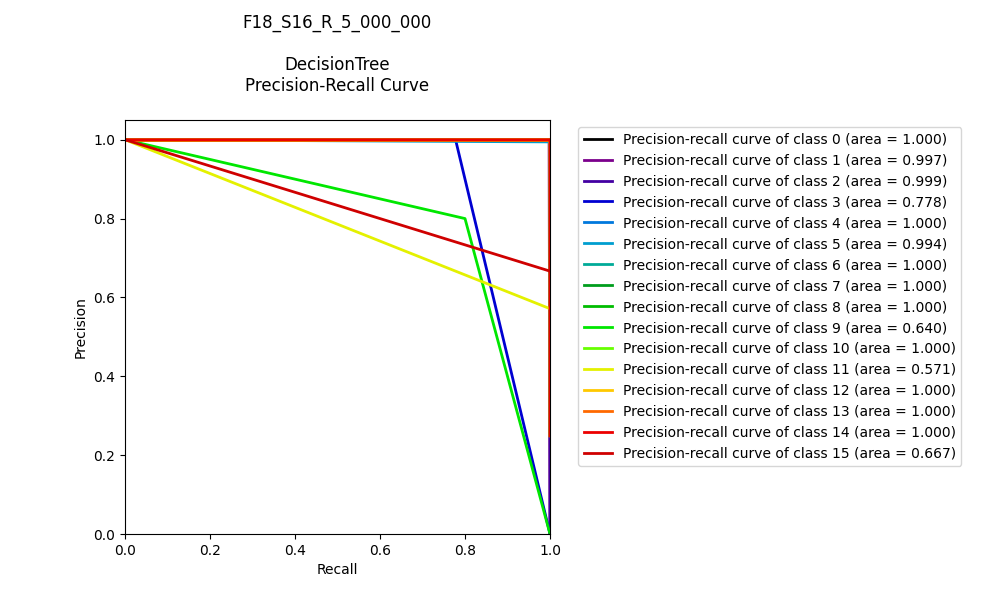 F18_S16_R_5_000_000
DecisionTree
Precision-Recall Curve
Precision
1.0
0.8
0.6
0.4
0.2
0.0
0.0 0.2 0.4 0.6 0.8 1.0
Recall
Precision-recall curve of class 0 (area = 1.000)
Precision-recall curve of class 1 (area = 0.997)
Precision-recall curve of class 2 (area = 0.999)
Precision-recall curve of class 3 (area = 0.778)
Precision-recall curve of class 4 (area = 1.000)
Precision-recall curve of class 5 (area = 0.994)
Precision-recall curve of class 6 (area = 1.000)
Precision-recall curve of class 7 (area = 1.000)
Precision-recall curve of class 8 (area = 1.000)
Precision-recall curve of class 9 (area = 0.640)
Precision-recall curve of class 10 (area = 1.000)
Precision-recall curve of class 11 (area = 0.571)
Precision-recall curve of class 12 (area = 1.000)
Precision-recall curve of class 13 (area = 1.000)
Precision-recall curve of class 14 (area = 1.000)
Precision-recall curve of class 15 (area = 0.667)